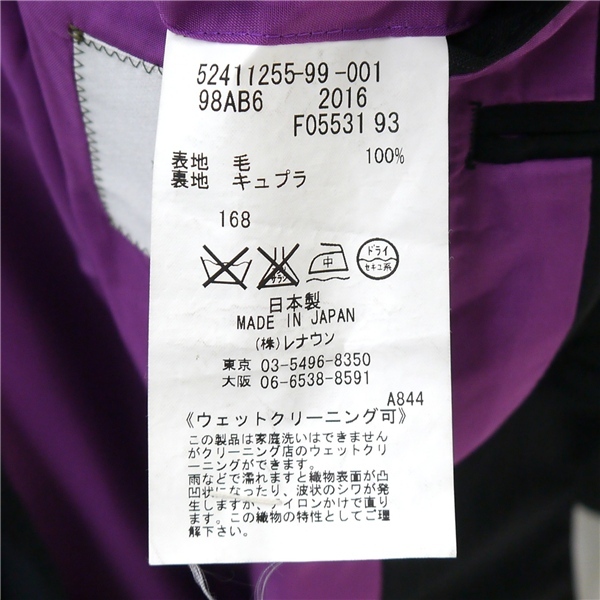 52411255-99-001
98AB6 2016
F05531 93
表地 毛 100%
裏地 キュプラ
168
エンソ サラシ 中 ドライ セキユ系
日本製
MADE IN JAPAN
(株)レナウン
東京 03-5496-8350
大阪 06-6538-8591
A844
《ウェットクリーニング可》
この製品は家庭洗いはできません
がクリーニング店のウェットクリ
ーニングができます。
雨などで濡れますと織物表面が凸
凹状になったり、波状のシワが発
生しますが、アイロンかけで直り
ます。この織物の特性としてご理
解下さい。